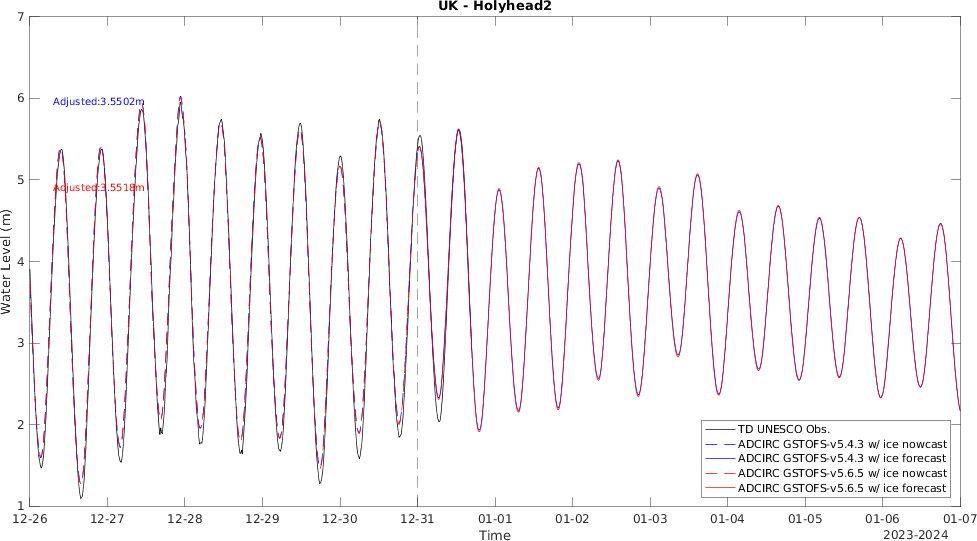 UK - Holyhead2
7
6
5
4
3
2
1
Water Level (m)
Adjusted:3.5502m
Adjusted:3.5518m
TD UNESCO Obs.
ADCIRC GSTOFS-v5.4.3 w/ ice nowcast
ADCIRC GSTOFS-v5.4.3 w/ ice forecast
ADCIRC GSTOFS-v5.6.5 w/ ice nowcast
ADCIRC GSTOFS-v5.6.5 w/ ice forecast
12-26 12-27 12-28 12-29 12-30 12-31 01-01 01-02 01-03 01-04 01-05 01-06 01-07
Time
2023-2024